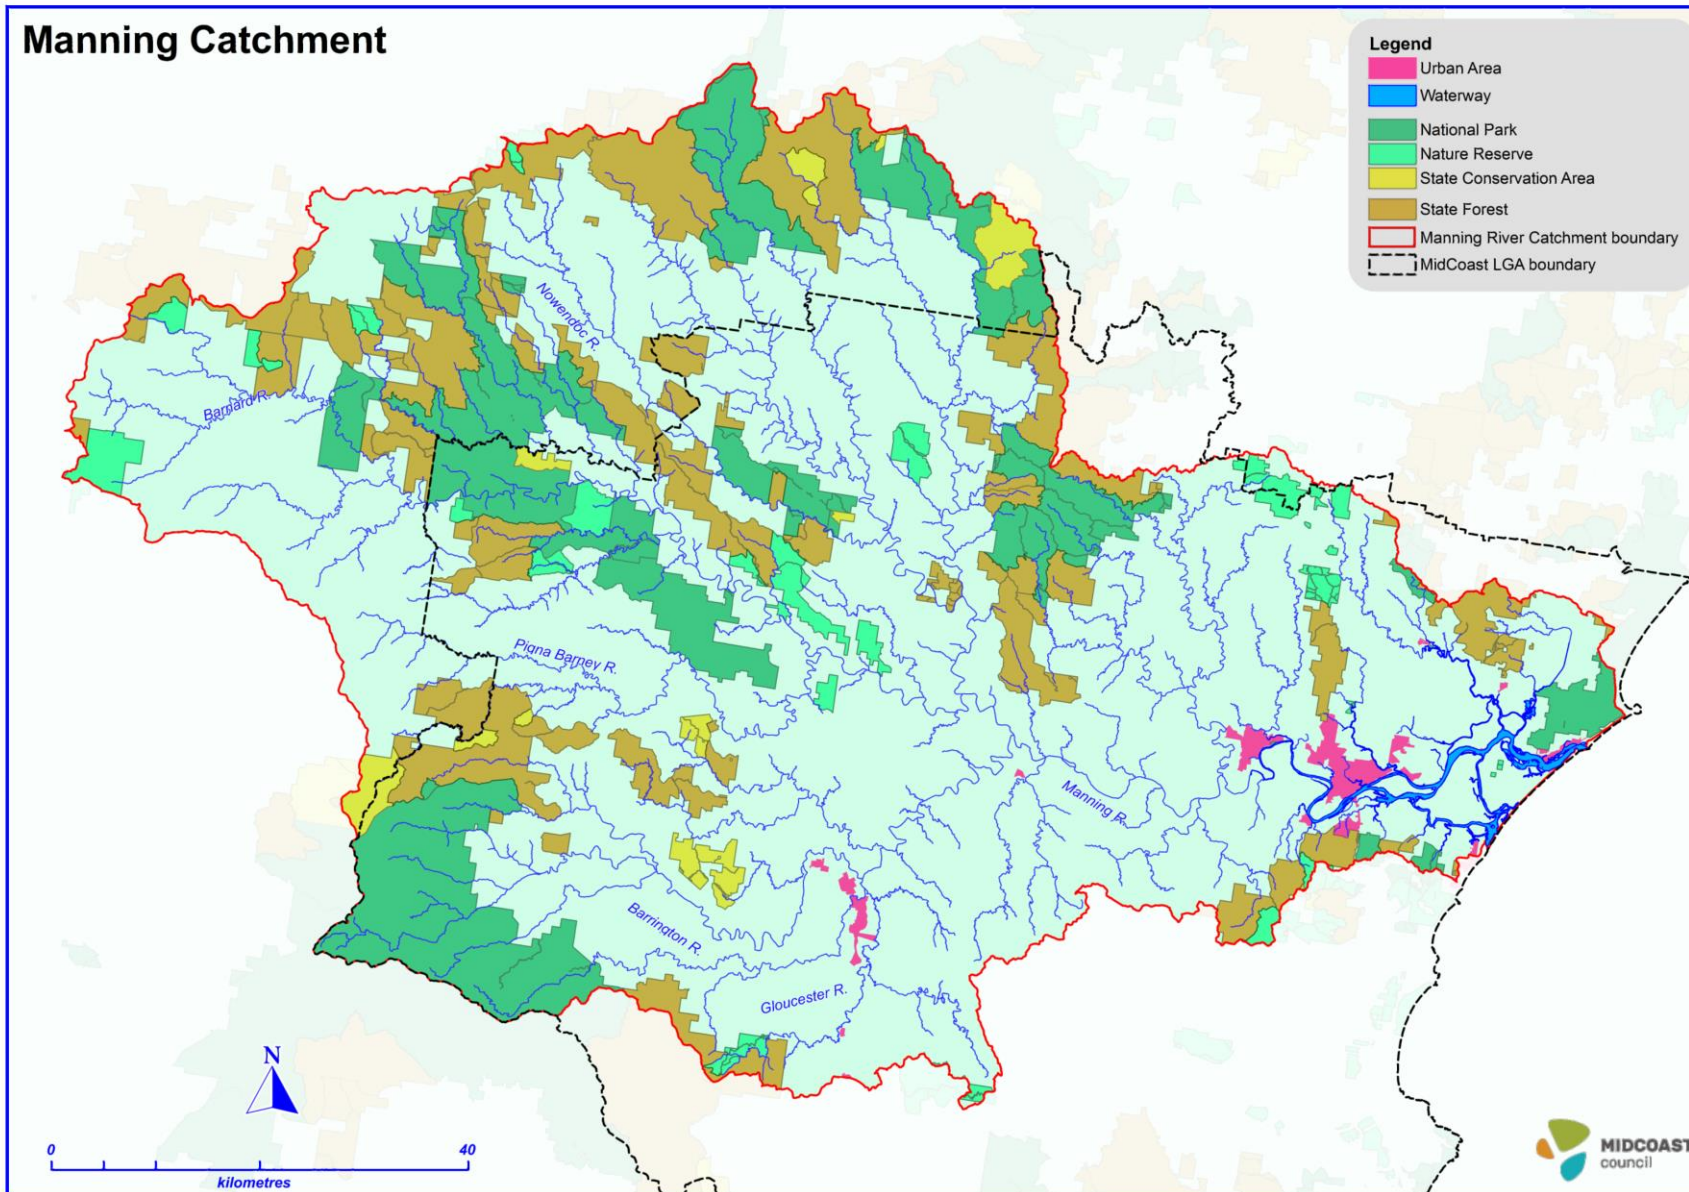 Manning Catchment
Legend
Urban Area
Waterway
National Park
Nature Reserve
State Conservation Area
State Forest
Manning River Catchment boundary
MidCoast LGA boundary
Nowendoc R.
Barnard R.
Pigna Barney R.
Manning R.
Barrington R.
Gloucester R.
N
0 40
kilometres
MIDCOAST
council